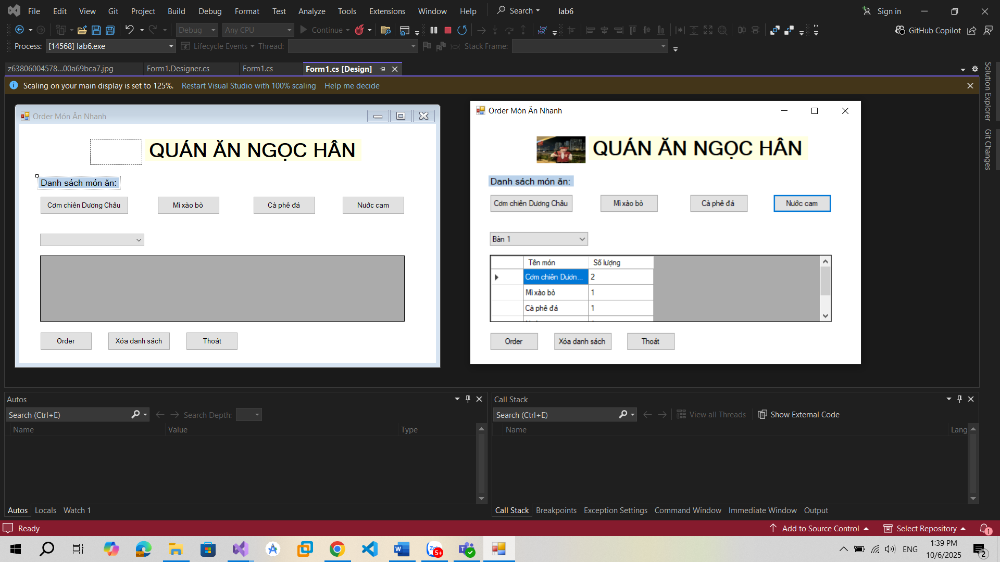 File Edit View Git Project Build Debug Format Test Analyze Tools Extensions Window Help Search lab6 Sign in
Debug Any CPU Continue GitHub Copilot
Process: [14568] lab6.exe Lifecycle Events Thread: Stack Frame:
z63806004578...00a69bca7.jpg Form1.Designer.cs Form1.cs Form1.cs [Design]
Scaling on your main display is set to 125%. Restart Visual Studio with 100% scaling Help me decide
Solution Explorer
Git Changes
Order Món Ăn Nhanh
QUÁN ĂN NGỌC HÂN
Danh sách món ăn:
Cơm chiên Dương Châu Mì xào bò Cà phê đá Nước cam
Order Xóa danh sách Thoát
Order Món Ăn Nhanh
QUÁN ĂN NGỌC HÂN
Danh sách món ăn:
Cơm chiên Dương Châu Mì xào bò Cà phê đá Nước cam
Bàn 1
Tên món Số lượng
Cơm chiên Dươn... 2
Mì xào bò 1
Cà phê đá 1
Order Xóa danh sách Thoát
Autos
Search (Ctrl+E) Search Depth:
Name Value Type
Autos Locals Watch 1
Call Stack
Search (Ctrl+E) View all Threads Show External Code
Name Lang
Call Stack Breakpoints Exception Settings Command Window Immediate Window Output
Ready Add to Source Control Select Repository 1
5+ ENG 1:39 PM
10/6/2025 2